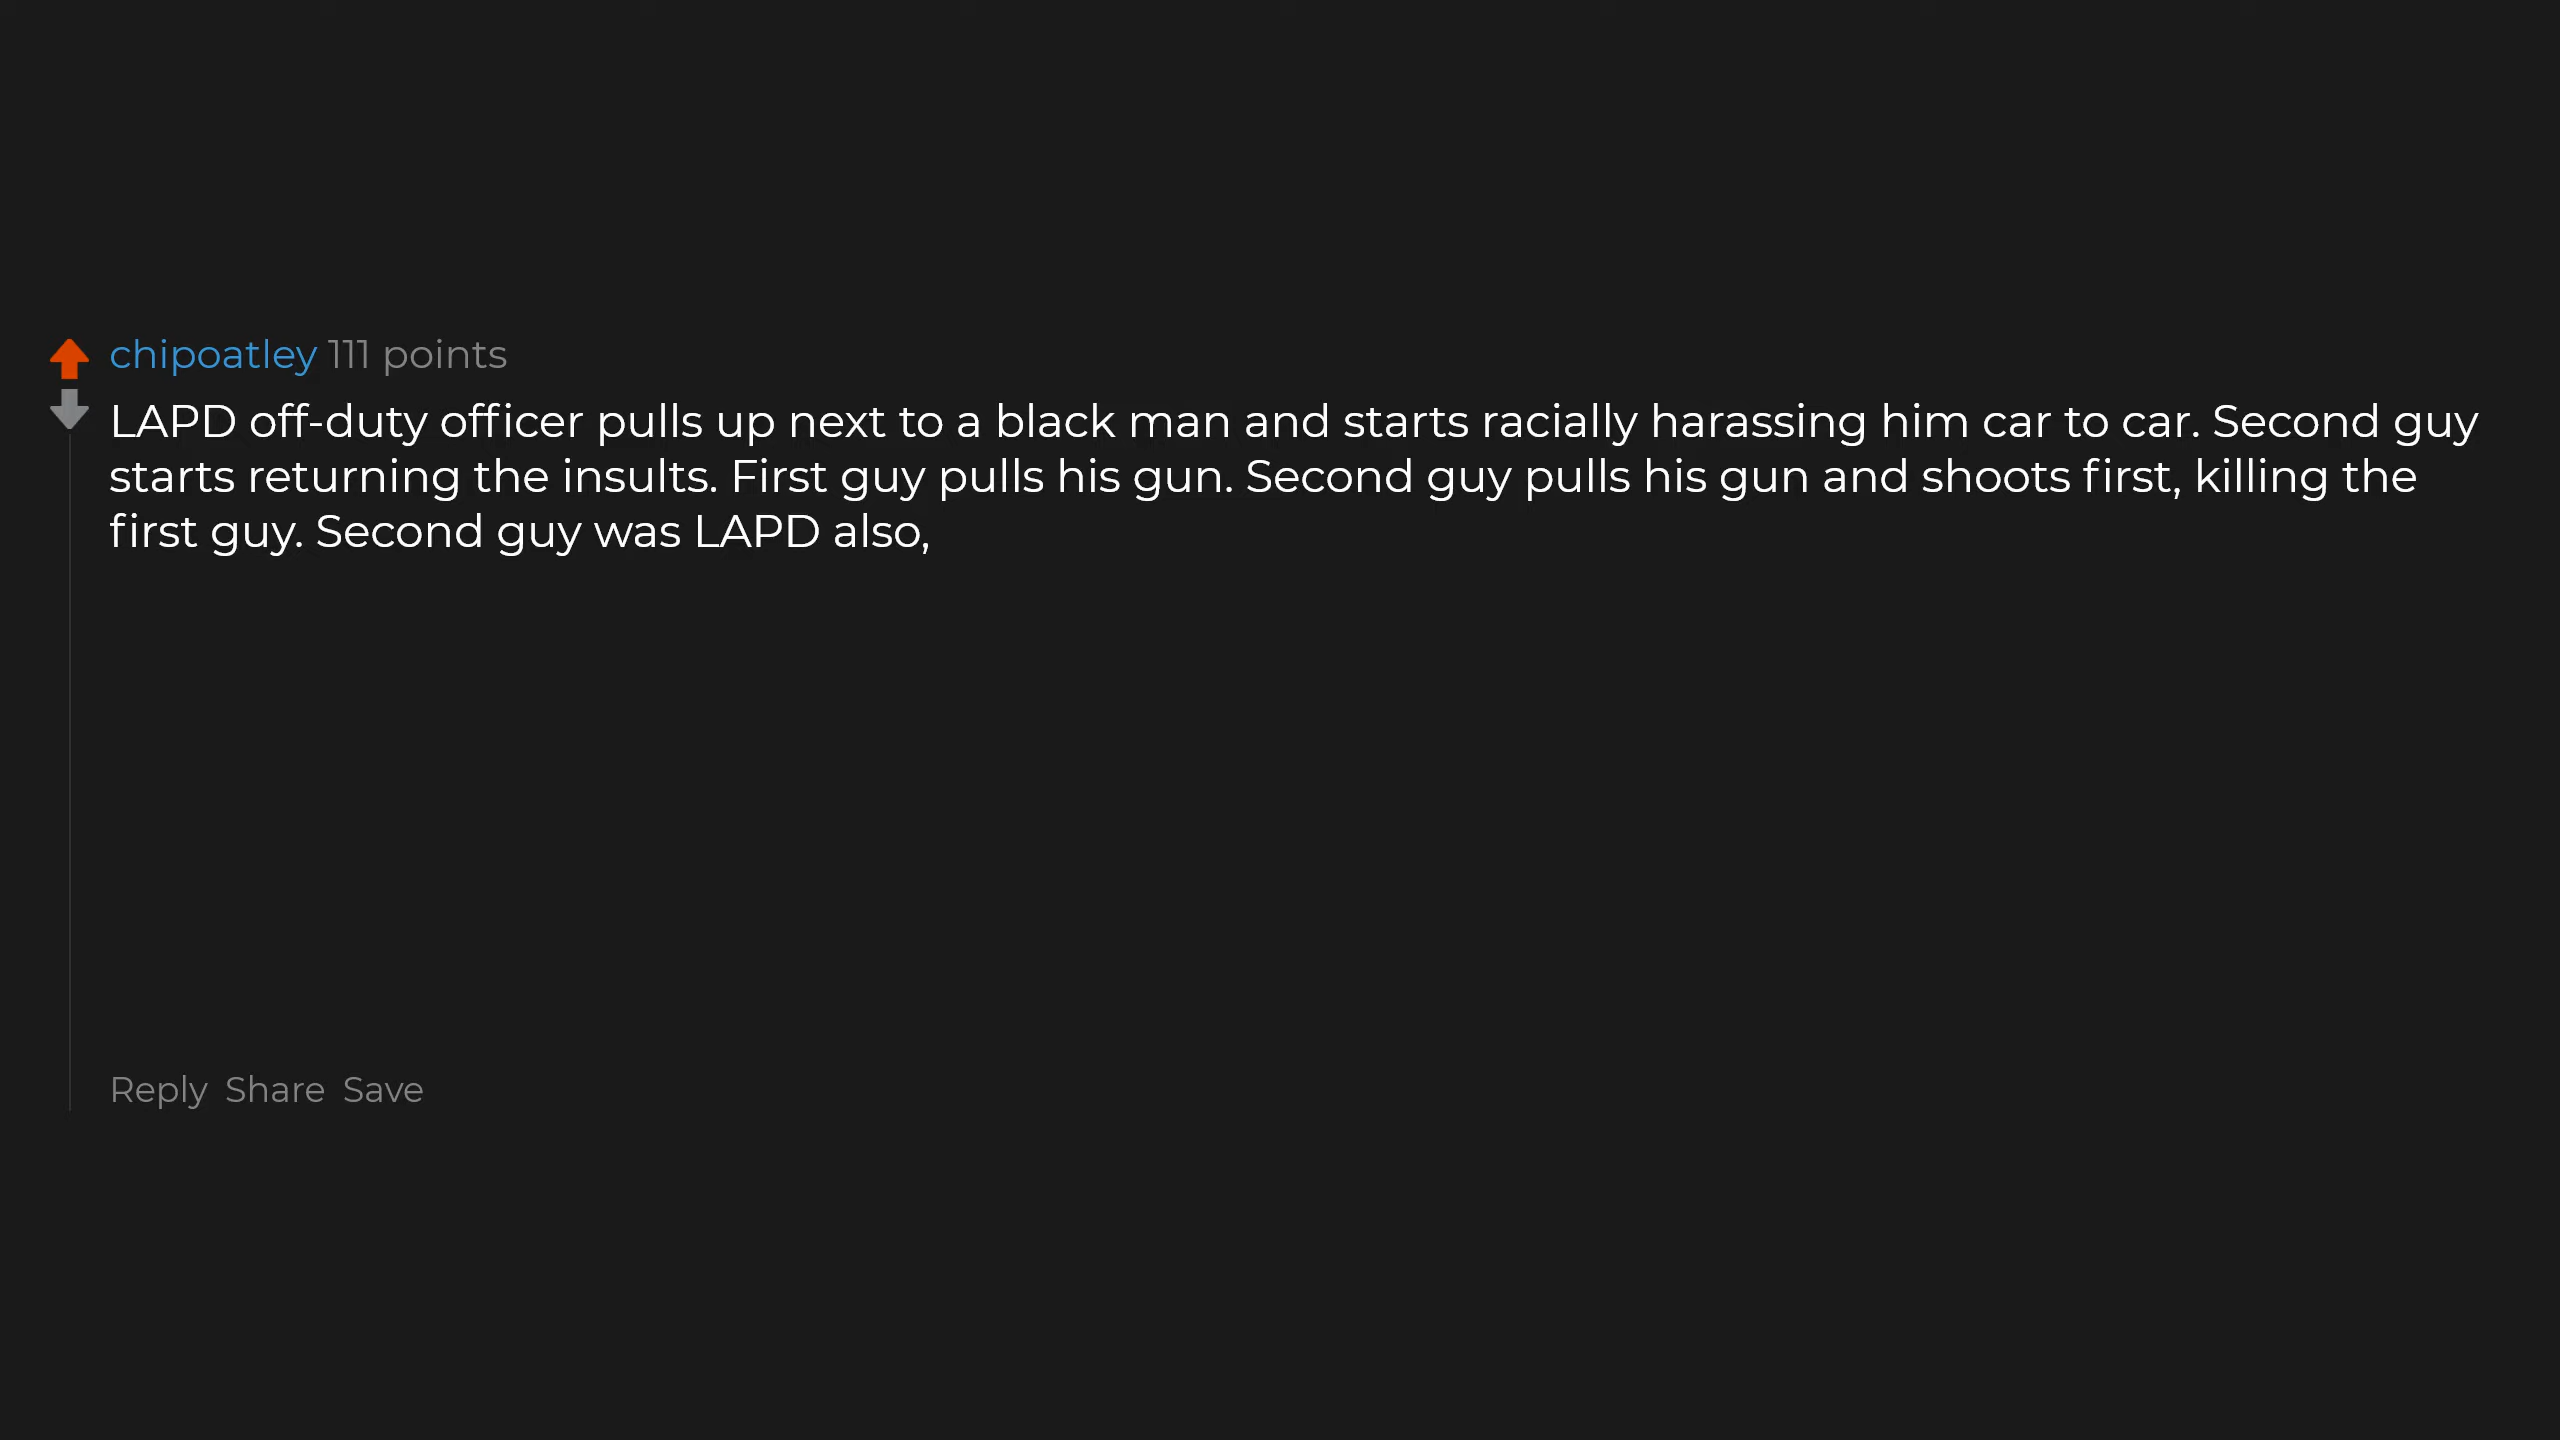 chipoatley 111 points
LAPD off-duty officer pulls up next to a black man and starts racially harassing him car to car. Second guy
starts returning the insults. First guy pulls his gun. Second guy pulls his gun and shoots first, killing the
first guy. Second guy was LAPD also,
Reply Share Save